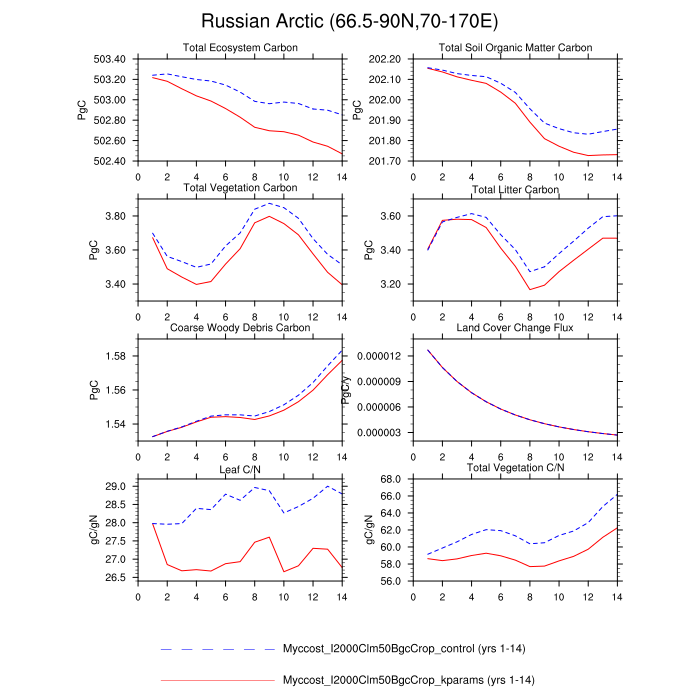 Russian Arctic (66.5-90N,70-170E)
Total Ecosystem Carbon
Total Soil Organic Matter Carbon
503.40
503.20
503.00
502.80
502.60
502.40
PgC
0 2 4 6 8 10 12 14
202.20
202.10
202.00
201.90
201.80
201.70
PgC
0 2 4 6 8 10 12 14
Total Vegetation Carbon
Total Litter Carbon
3.80
3.60
3.40
PgC
0 2 4 6 8 10 12 14
3.60
3.40
3.20
PgC
0 2 4 6 8 10 12 14
Coarse Woody Debris Carbon
Land Cover Change Flux
1.58
1.56
1.54
PgC
0 2 4 6 8 10 12 14
0.000012
0.000009
0.000006
0.000003
PgC/y
0 2 4 6 8 10 12 14
Leaf C/N
Total Vegetation C/N
29.0
28.5
28.0
27.5
27.0
26.5
gC/gN
0 2 4 6 8 10 12 14
68.0
66.0
64.0
62.0
60.0
58.0
56.0
gC/gN
0 2 4 6 8 10 12 14
Myccost_I2000Clm50BgcCrop_control (yrs 1-14)
Myccost_I2000Clm50BgcCrop_kparams (yrs 1-14)